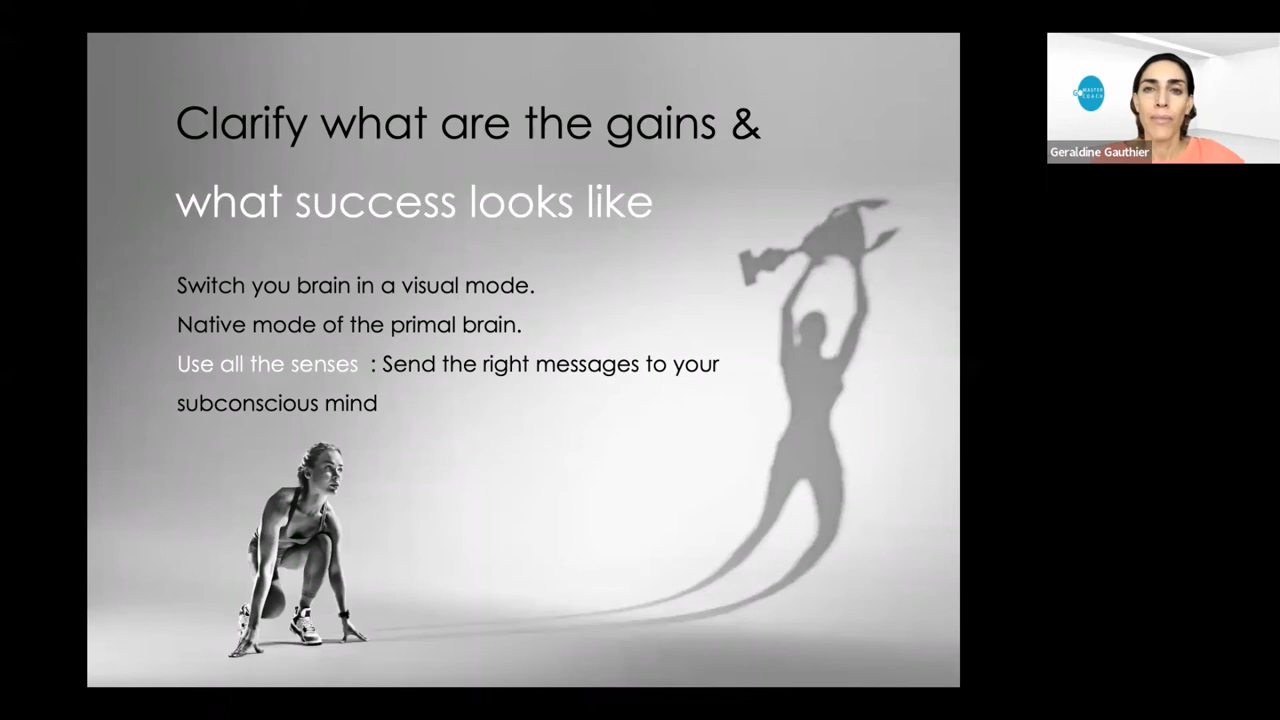 Clarify what are the gains &
what success looks like
Switch you brain in a visual mode.
Native mode of the primal brain.
Use all the senses : Send the right messages to your
subconscious mind
MASTER
COACH
Geraldine Gauthier